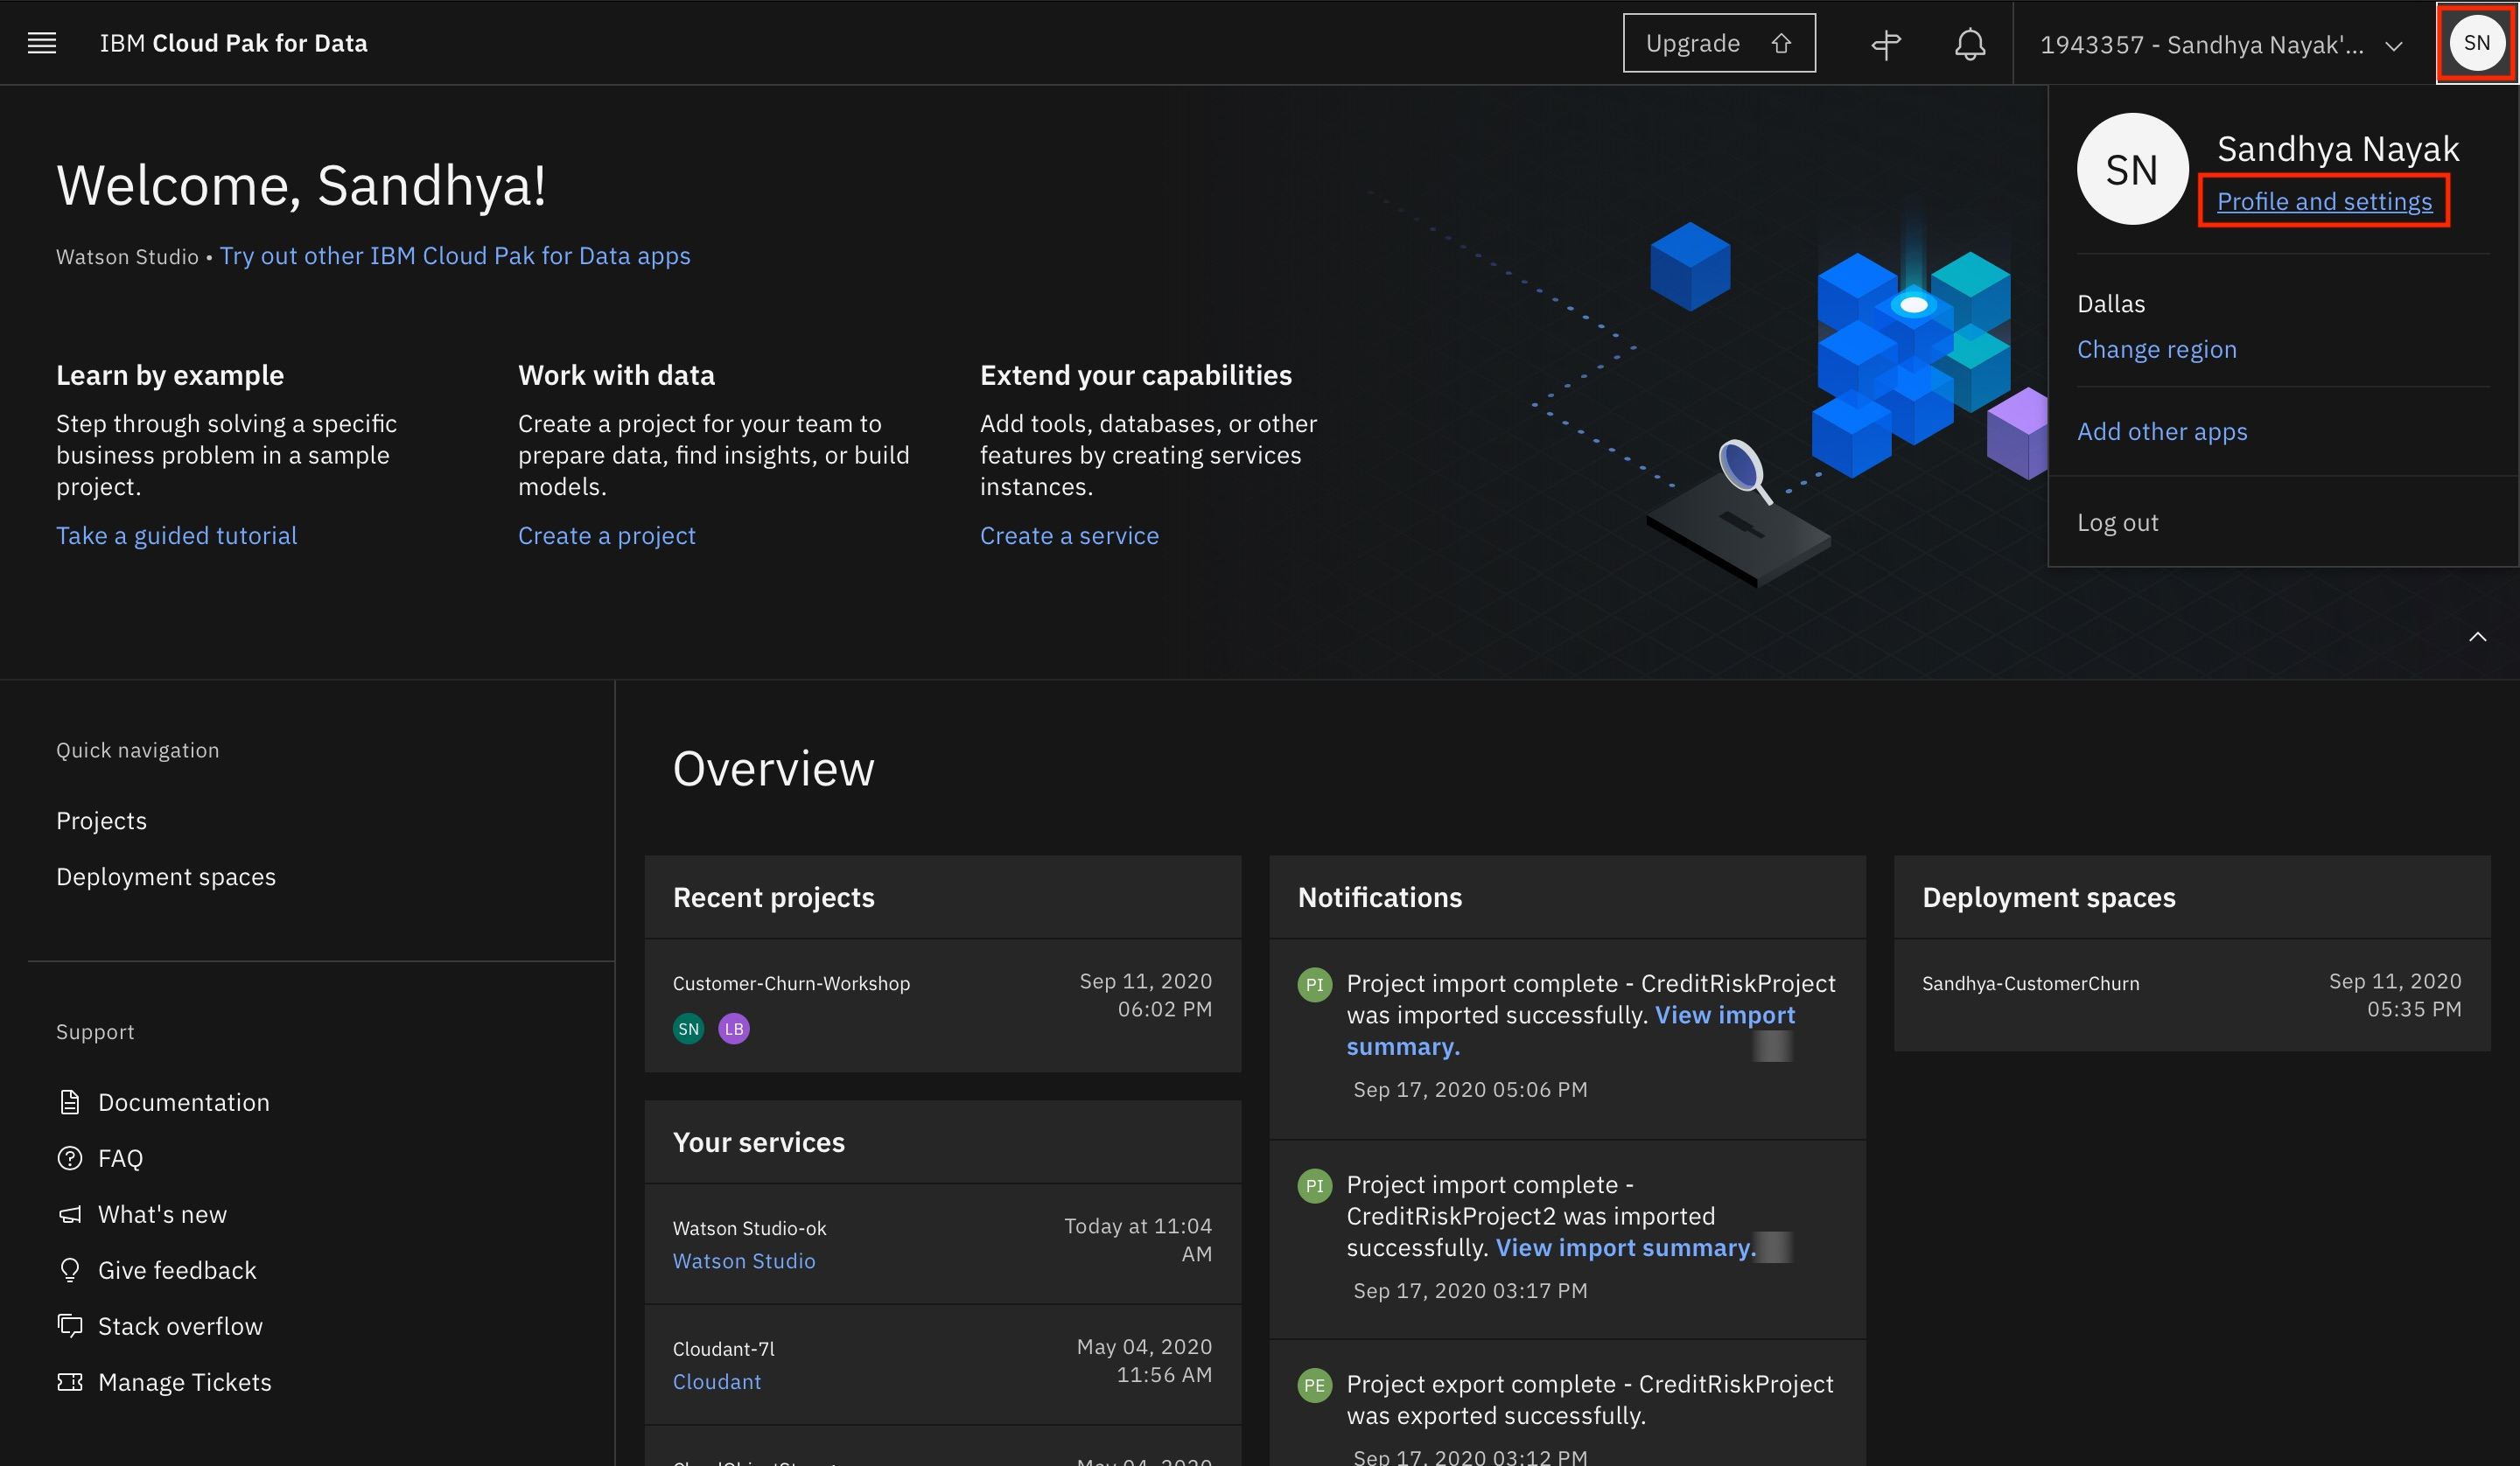 IBM Cloud Pak for Data
Upgrade
1943357 - Sandhya Nayak'...
SN
SN
Sandhya Nayak
Profile and settings
Dallas
Change region
Add other apps
Log out
Welcome, Sandhya!
Watson Studio • Try out other IBM Cloud Pak for Data apps
Learn by example
Step through solving a specific
business problem in a sample
project.
Take a guided tutorial
Work with data
Create a project for your team to
prepare data, find insights, or build
models.
Create a project
Extend your capabilities
Add tools, databases, or other
features by creating services
instances.
Create a service
Quick navigation
Projects
Deployment spaces
Support
Documentation
FAQ
What's new
Give feedback
Stack overflow
Manage Tickets
Overview
Recent projects
Customer-Churn-Workshop
Sep 11, 2020
06:02 PM
SN LB
Your services
Watson Studio-ok
Today at 11:04
AM
Watson Studio
Cloudant-7l
May 04, 2020
11:56 AM
Cloudant
May 04, 2020
Notifications
PI
Project import complete - CreditRiskProject
was imported successfully. View import
summary.
Sep 17, 2020 05:06 PM
PI
Project import complete -
CreditRiskProject2 was imported
successfully. View import summary.
Sep 17, 2020 03:17 PM
PE
Project export complete - CreditRiskProject
was exported successfully.
Sep 17, 2020 03:12 PM
Deployment spaces
Sandhya-CustomerChurn
Sep 11, 2020
05:35 PM